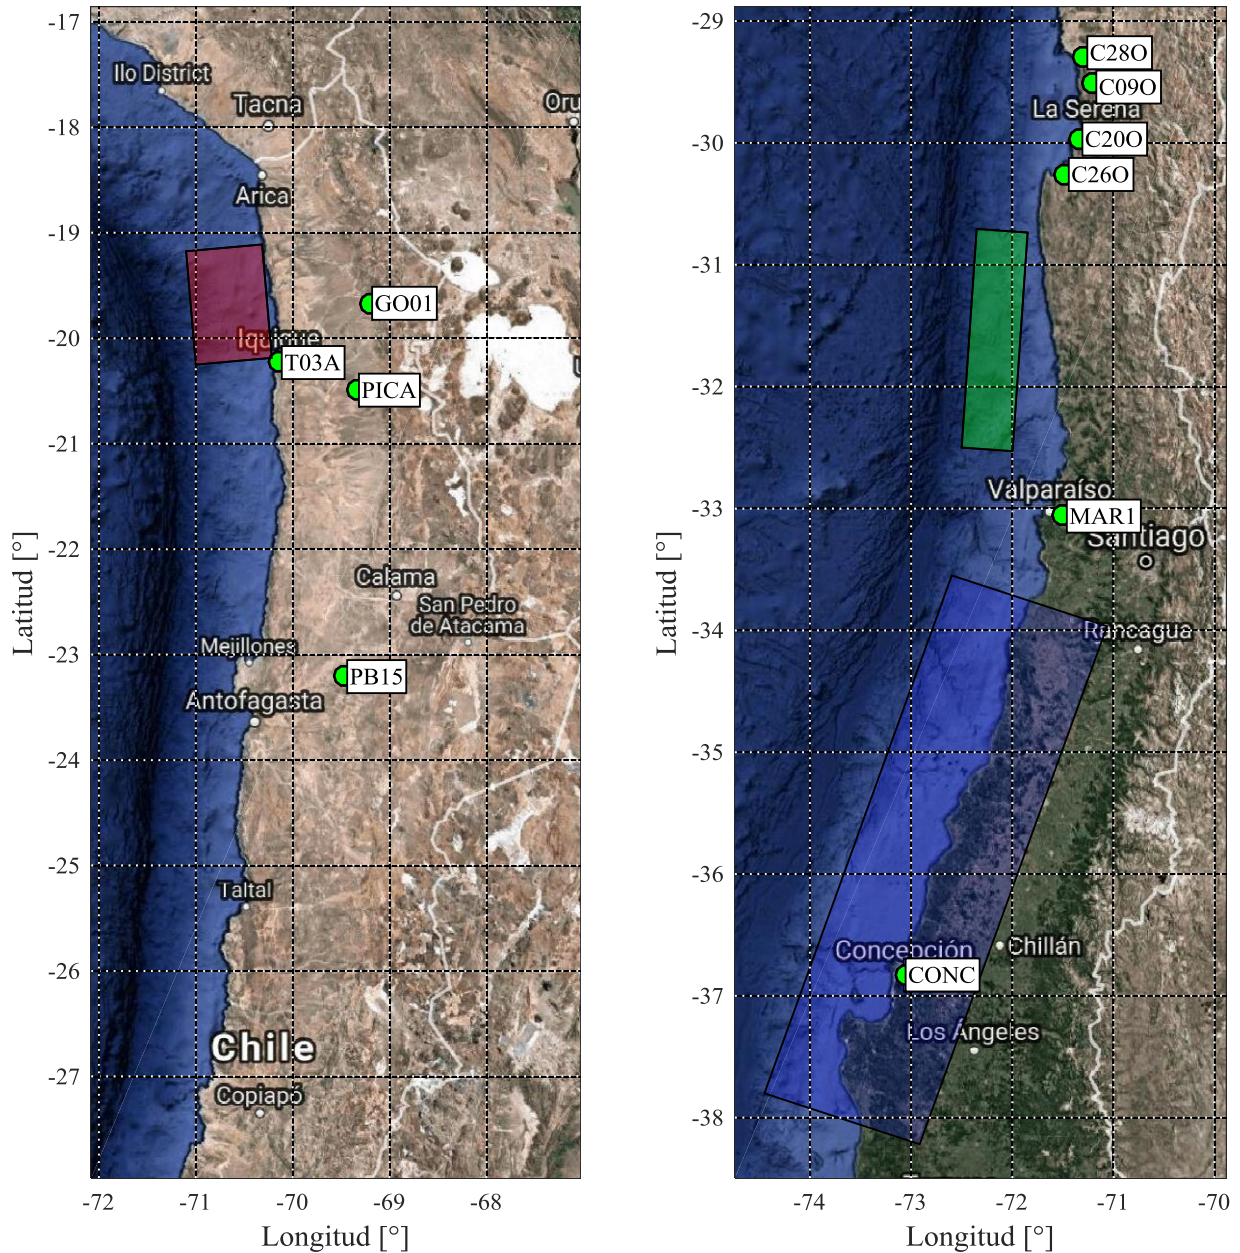 -17
-18
-19
-20
-21
-22
-23
-24
-25
-26
-27
Latitud [°]
Ilo District
Tacna
Oru
Arica
GO01
Iquique
T03A
PICA
Calama
San Pedro
de Atacama
Mejillones
PB15
Antofagasta
Taltal
Chile
Copiapó
-72
-71
-70
-69
-68
Longitud [°]
-29
-30
-31
-32
-33
-34
-35
-36
-37
-38
Latitud [°]
C28O
C09O
La Serena
C20O
C26O
Valparaíso
MAR1
Santiago
Rancagua
Concepción
Chillán
CONC
Los Ángeles
-74
-73
-72
-71
-70
Longitud [°]